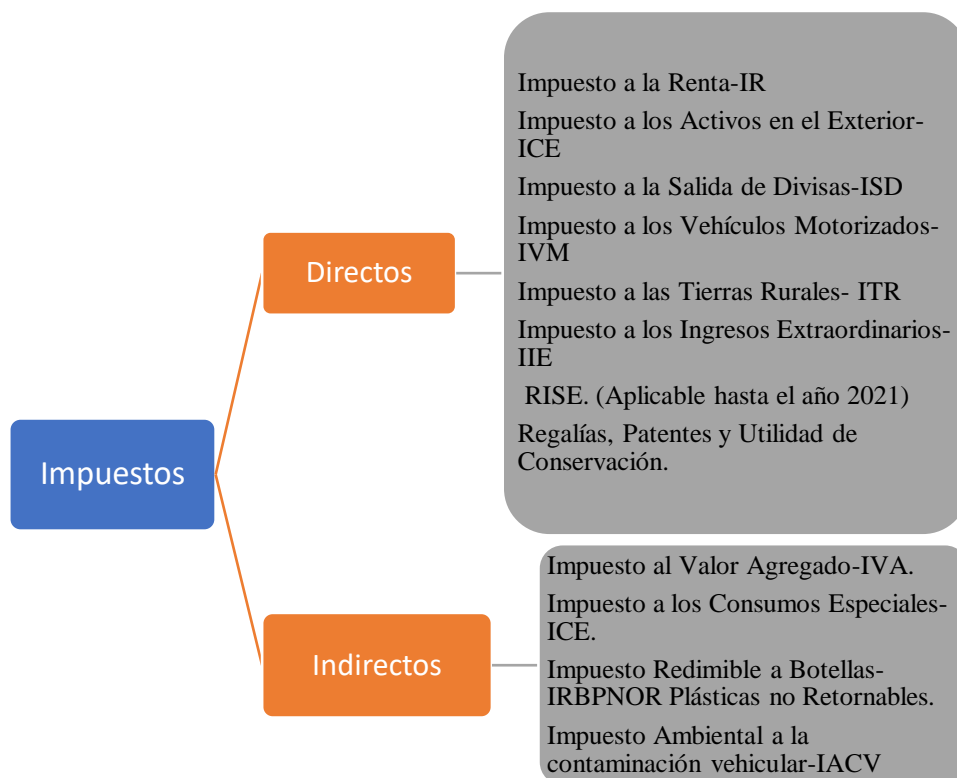 Impuestos
Directos
Impuesto a la Renta-IR
Impuesto a los Activos en el Exterior-
ICE
Impuesto a la Salida de Divisas-ISD
Impuesto a los Vehículos Motorizados-
IVM
Impuesto a las Tierras Rurales- ITR
Impuesto a los Ingresos Extraordinarios-
IIE
RISE. (Aplicable hasta el año 2021)
Regalías, Patentes y Utilidad de
Conservación.
Indirectos
Impuesto al Valor Agregado-IVA.
Impuesto a los Consumos Especiales-
ICE.
Impuesto Redimible a Botellas-
IRBPNOR Plásticas no Retornables.
Impuesto Ambiental a la
contaminación vehicular-IACV